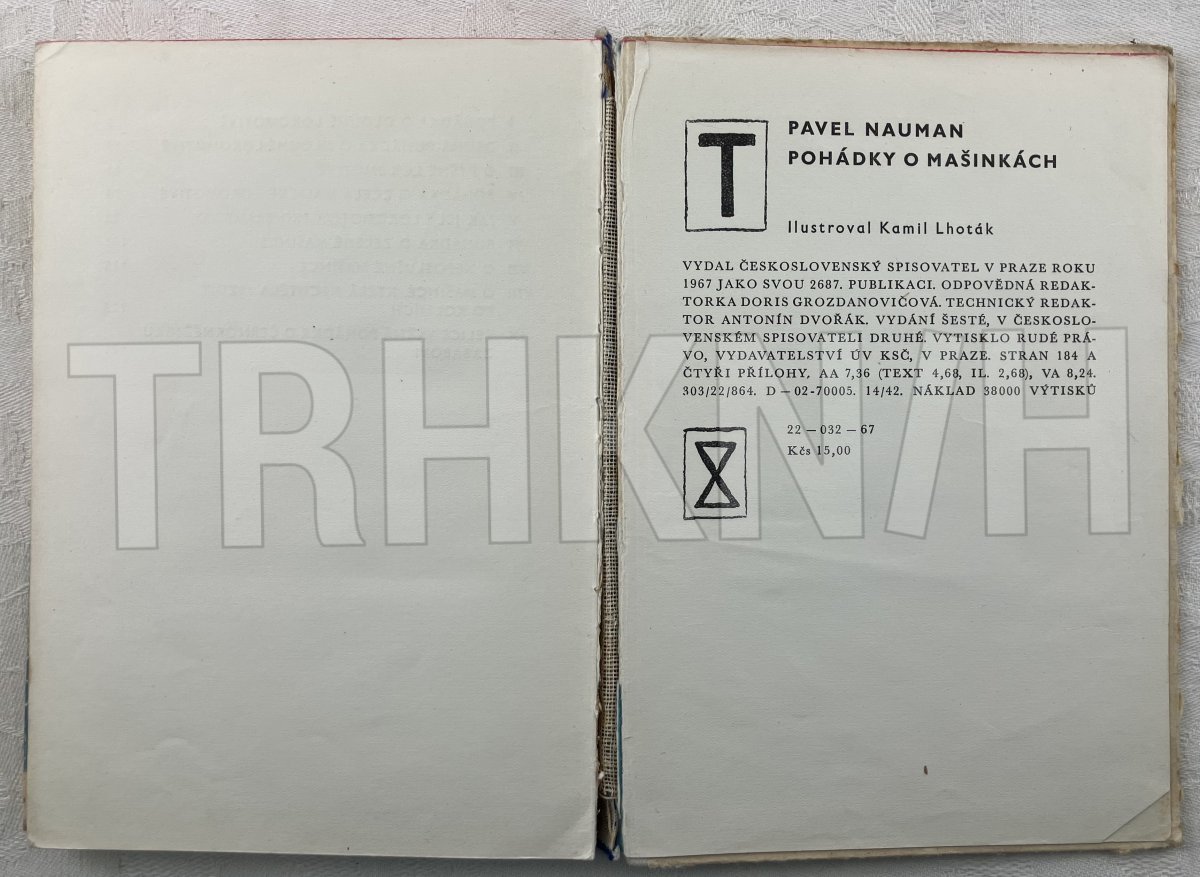 T
PAVEL NAUMAN
POHÁDKY O MAŠINKÁCH
Ilustroval Kamil Lhoták
VYDAL ČESKOSLOVENSKÝ SPISOVATEL V PRAZE ROKU
1967 JAKO SVOU 2687. PUBLIKACI. ODPOVĚDNÁ REDAK-
TORKA DORIS GROZDANOVIČOVÁ. TECHNICKÝ REDAK-
TOR ANTONÍN DVOŘÁK. VYDÁNÍ ŠESTÉ, V ČESKOSLO-
VENSKÉM SPISOVATELI DRUHÉ. VYTISKLO RUDÉ PRÁ-
VO, VYDAVATELSTVÍ ÚV KSČ, V PRAZE. STRAN 184 A
ČTYŘI PŘÍLOHY. AA 7,36 (TEXT 4,68, IL. 2,68), VA 8,24.
303/22/864. D — 02-70005. 14/42. NÁKLAD 38000 VÝTISKŮ
22 — 032 — 67
Kčs 15,00
TRHKNIH